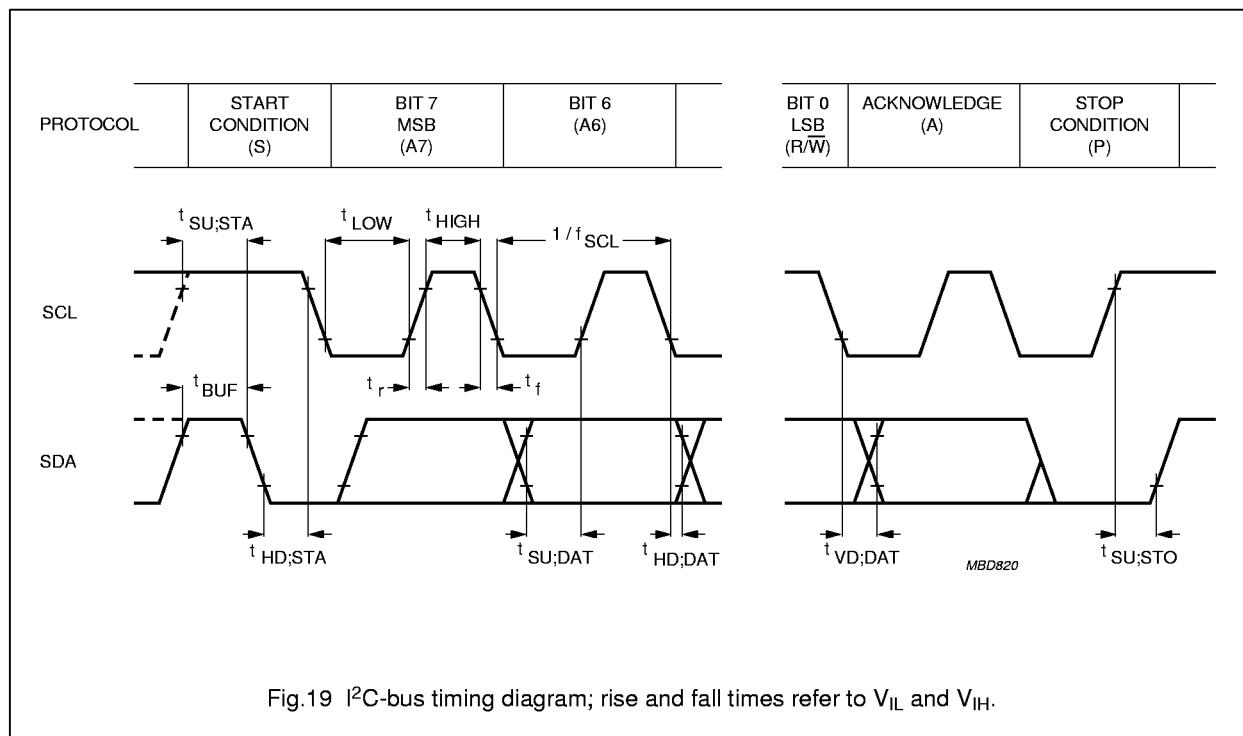 PROTOCOL
START
CONDITION
(S)
BIT 7
MSB
(A7)
BIT 6
(A6)
BIT 0
LSB
(R/W̅)
ACKNOWLEDGE
(A)
STOP
CONDITION
(P)
t SU;STA
t LOW
t HIGH
1 / f SCL
SCL
t BUF
t r
t f
SDA
t HD;STA
t SU;DAT
t HD;DAT
t VD;DAT
MBD820
t SU;STO
Fig.19 I²C-bus timing diagram; rise and fall times refer to VIL and VIH.